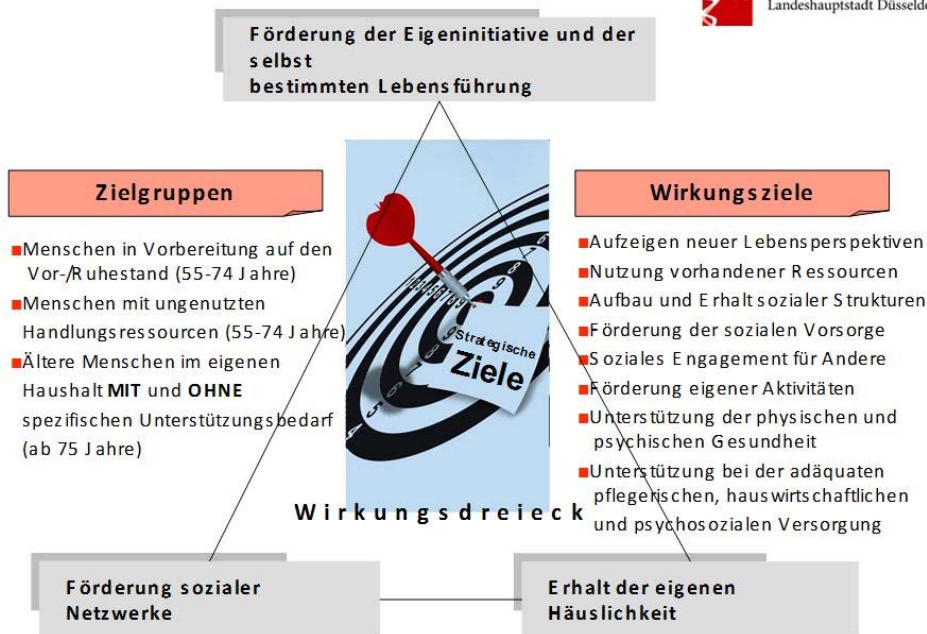 Landeshauptstadt
Förderung der Eigeninitiative und der
selbst
bestimmten Lebensführung
Zielgruppen
■Menschen in Vorbereitung auf den
Vor-/Ruhestand (55-74 Jahre)
■Menschen mit ungenutzten
Handlungsressourcen (55-74 Jahre)
■Ältere Menschen im eigenen
Haushalt MIT und OHNE
spezifischen Unterstützungsbedarf
(ab 75 Jahre)
Strategische
Ziele
Wirkungsdreieck
Wirkungsziele
■Aufzeigen neuer Lebensperspektiven
■Nutzung vorhandener Ressourcen
■Aufbau und Erhalt sozialer Strukturen
■Förderung der sozialen Vorsorge
■Soziales Engagement für Andere
■Förderung eigener Aktivitäten
■Unterstützung der physischen und
psychischen Gesundheit
■Unterstützung bei der adäquaten
pflegerischen, hauswirtschaftlichen
und psychosozialen Versorgung
Förderung sozialer
Netzwerke
Erhalt der eigenen
Häuslichkeit